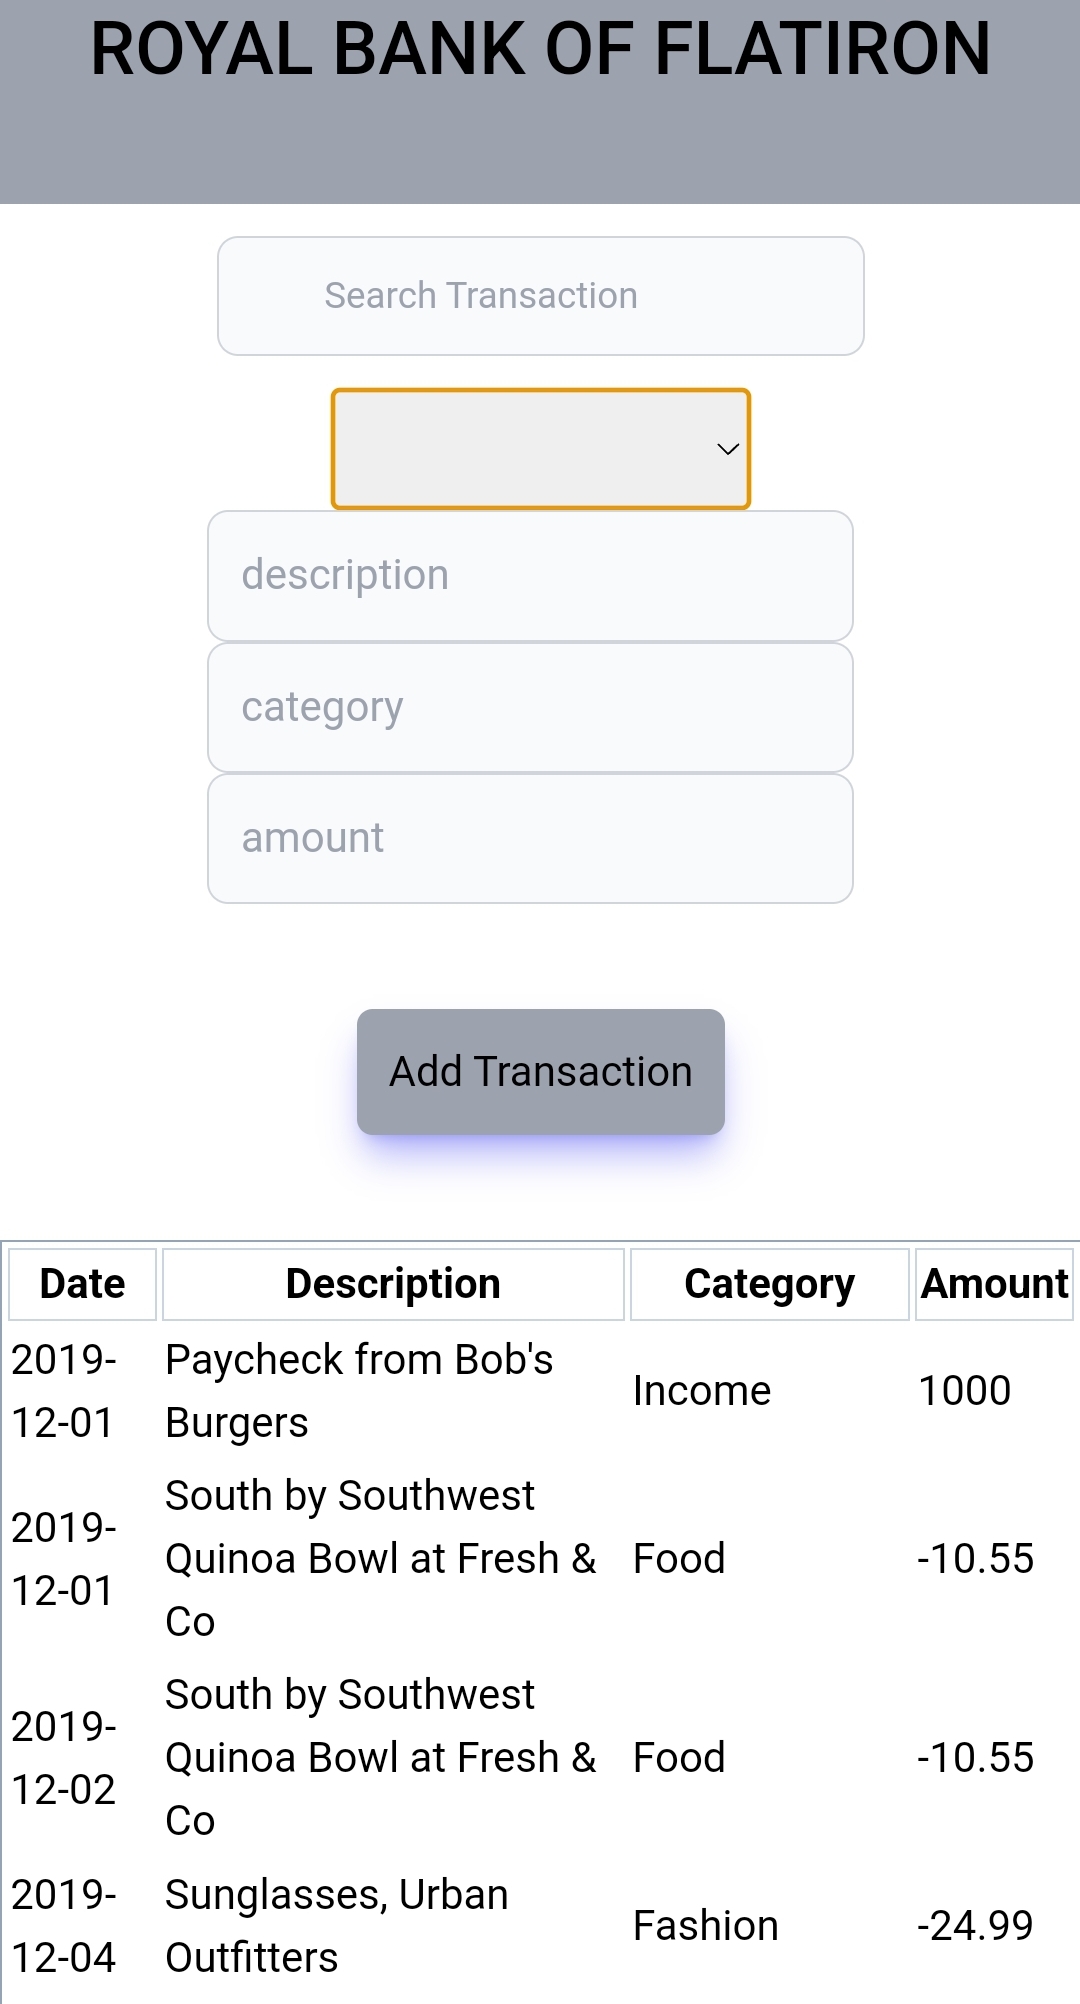 ROYAL BANK OF FLATIRON
Search Transaction
description
category
amount
Add Transaction
Date Description Category Amount
2019-
12-01
Paycheck from Bob's
Burgers
Income
1000
2019-
12-01
South by Southwest
Quinoa Bowl at Fresh &
Co
Food
-10.55
2019-
12-02
South by Southwest
Quinoa Bowl at Fresh &
Co
Food
-10.55
2019-
12-04
Sunglasses, Urban
Outfitters
Fashion
-24.99